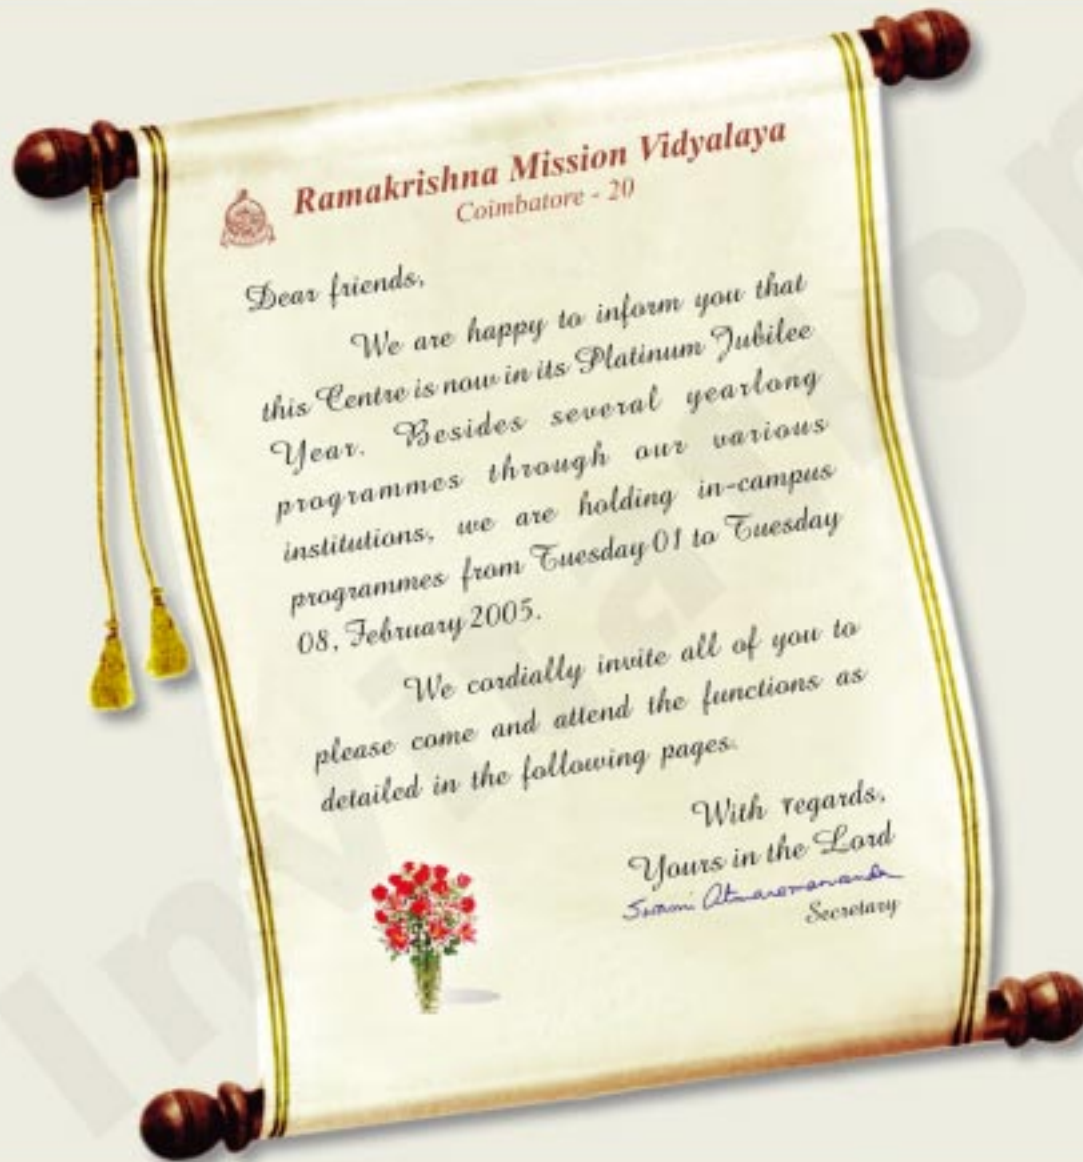 Ramakrishna Mission Vidyalaya
Coimbatore - 20
Dear friends,
We are happy to inform you that
this Centre is now in its Platinum Jubilee
Year. Besides several yearlong
programmes through our various
institutions, we are holding in-campus
programmes from Tuesday 01 to Tuesday
08, February 2005.
We cordially invite all of you to
please come and attend the functions as
detailed in the following pages.
With regards,
Yours in the Lord
Swami Atmaramananda
Secretary
Invitation